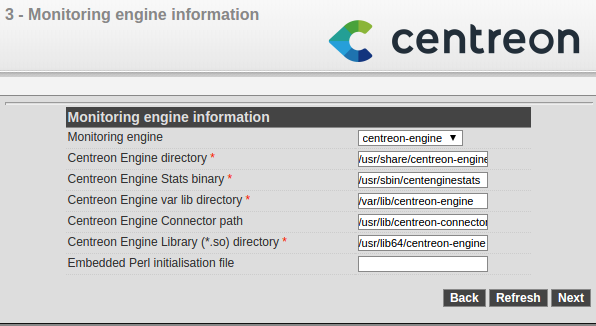 3 - Monitoring engine information
centreon
Monitoring engine information
Monitoring engine centreon-engine
Centreon Engine directory * /usr/share/centreon-engine
Centreon Engine Stats binary * /usr/sbin/centenginestats
Centreon Engine var lib directory * /var/lib/centreon-engine
Centreon Engine Connector path /usr/lib/centreon-connector
Centreon Engine Library (*.so) directory * /usr/lib64/centreon-engine
Embedded Perl initialisation file
Back Refresh Next